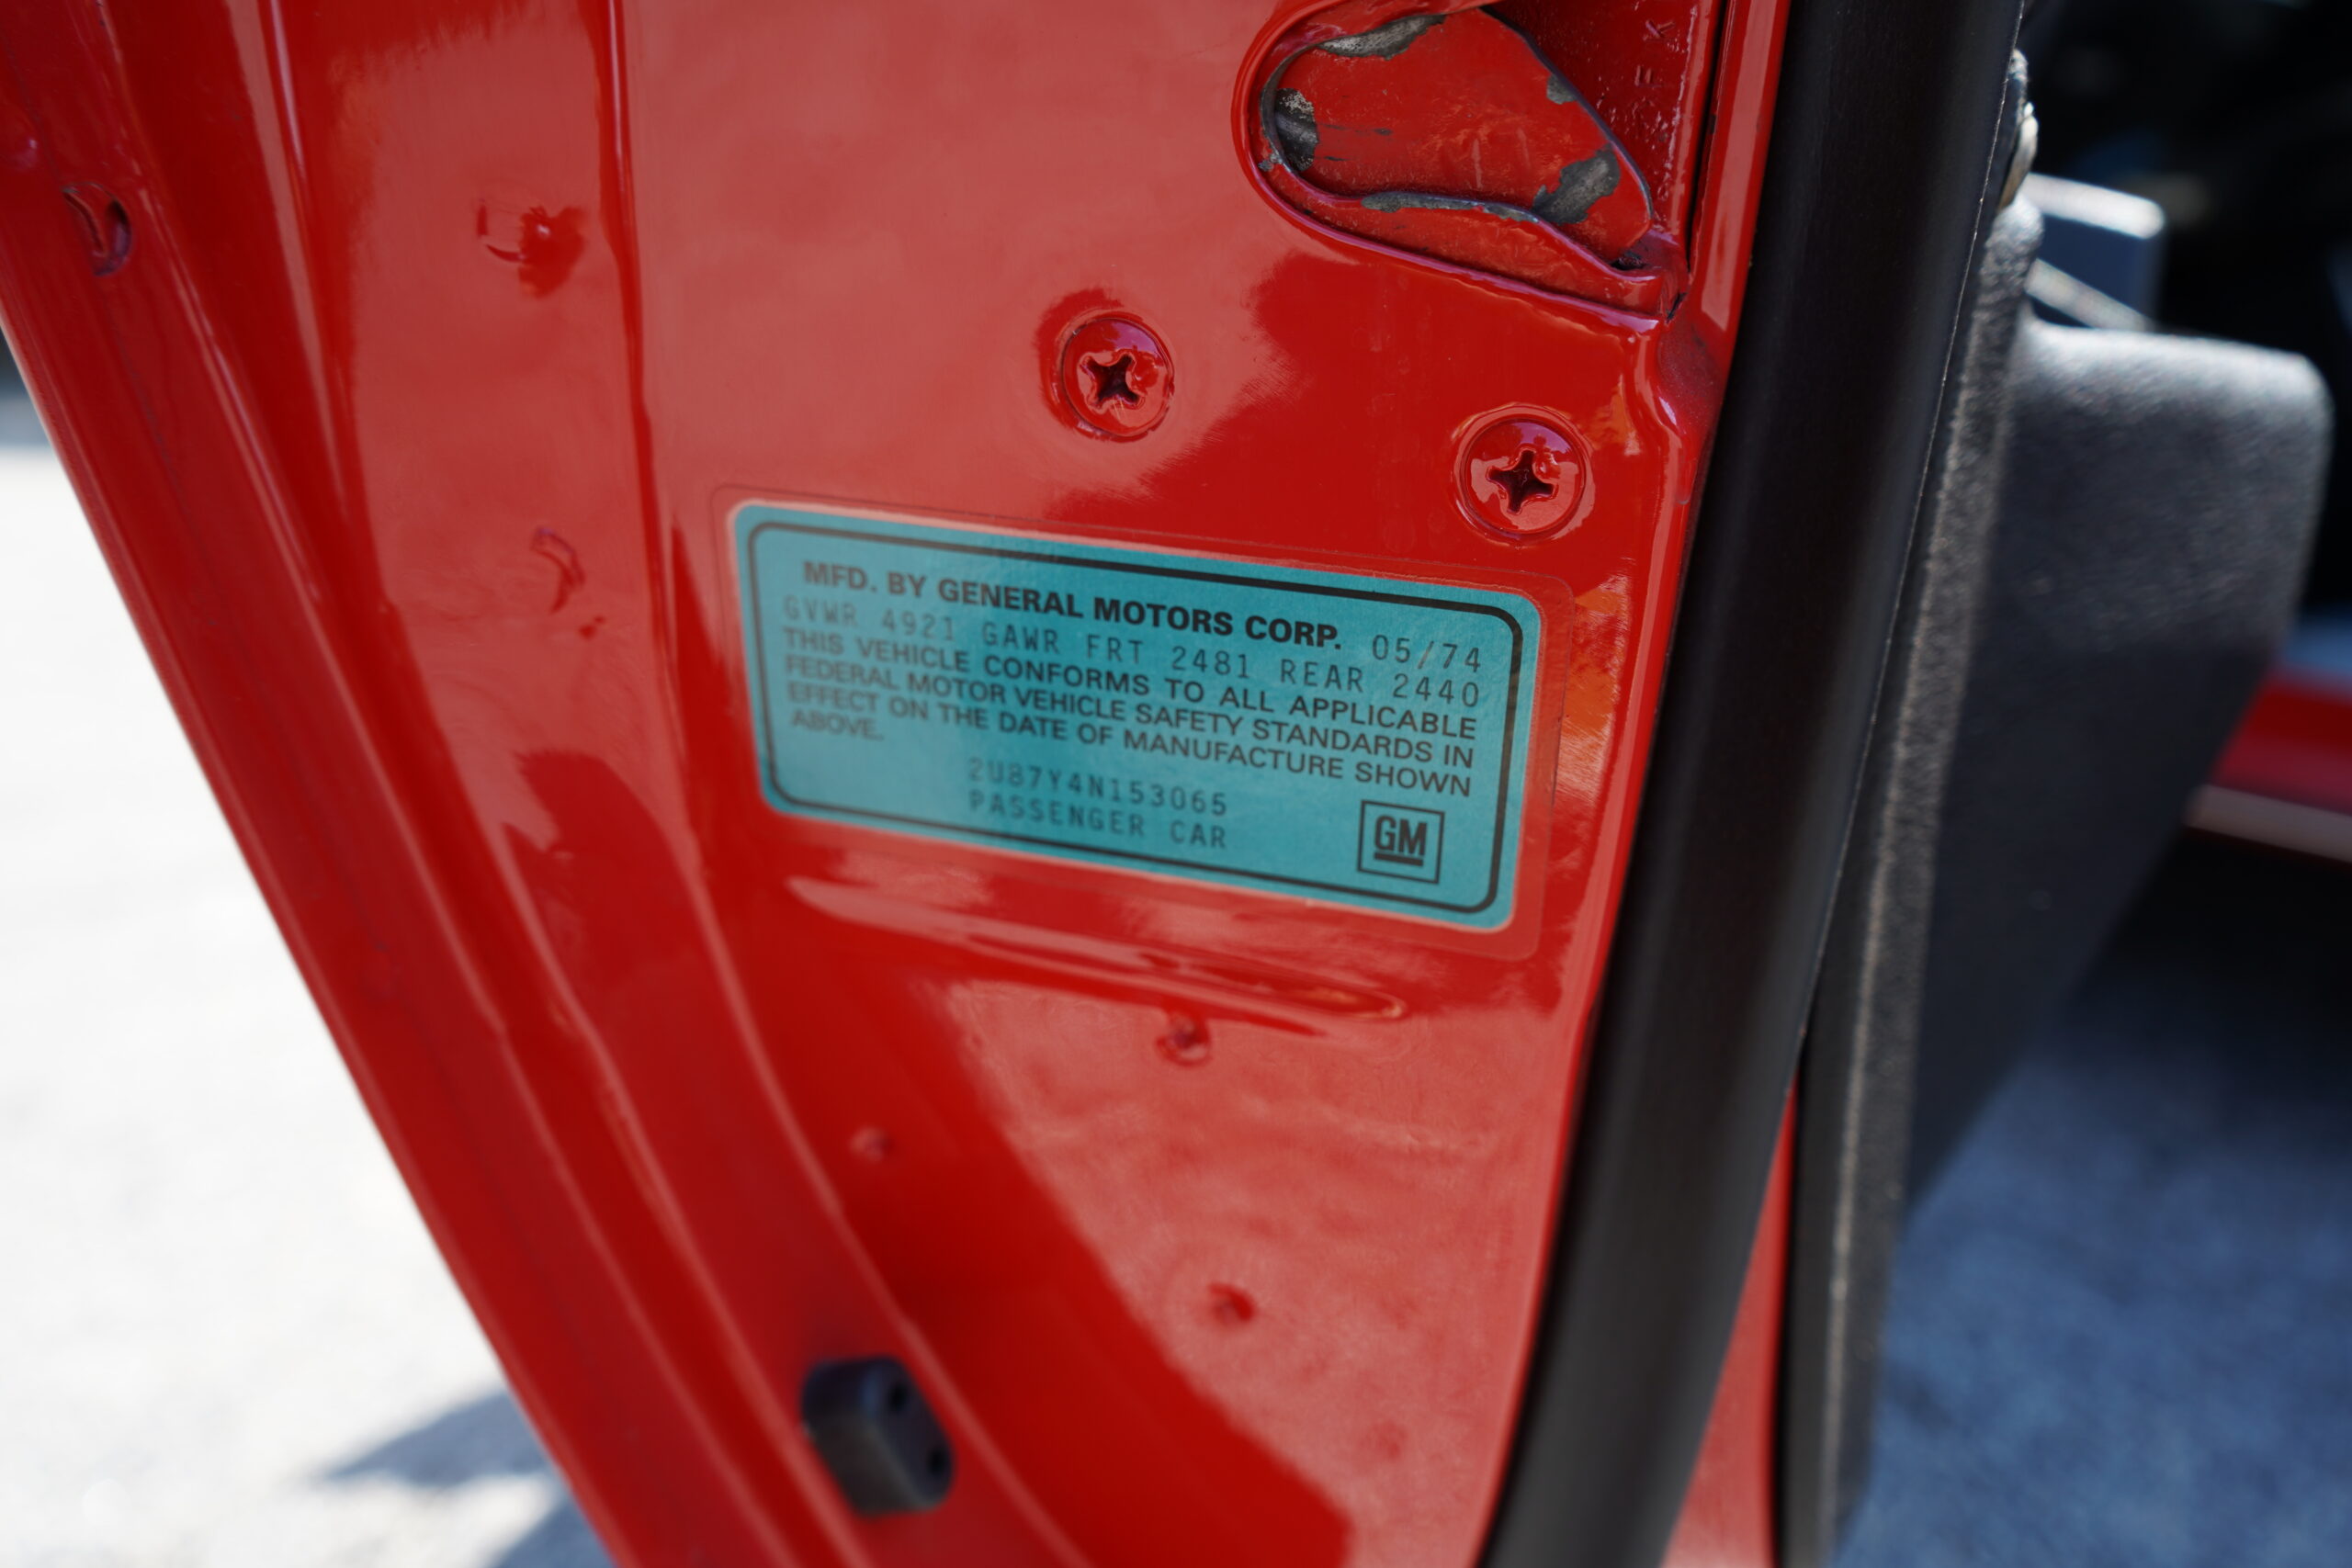 MFD. BY GENERAL MOTORS CORP. 05/74
GVWR 4921 GAWR FRT 2481 REAR 2440
THIS VEHICLE CONFORMS TO ALL APPLICABLE
FEDERAL MOTOR VEHICLE SAFETY STANDARDS IN
EFFECT ON THE DATE OF MANUFACTURE SHOWN
ABOVE.
2U87Y4N153065
PASSENGER CAR
GM